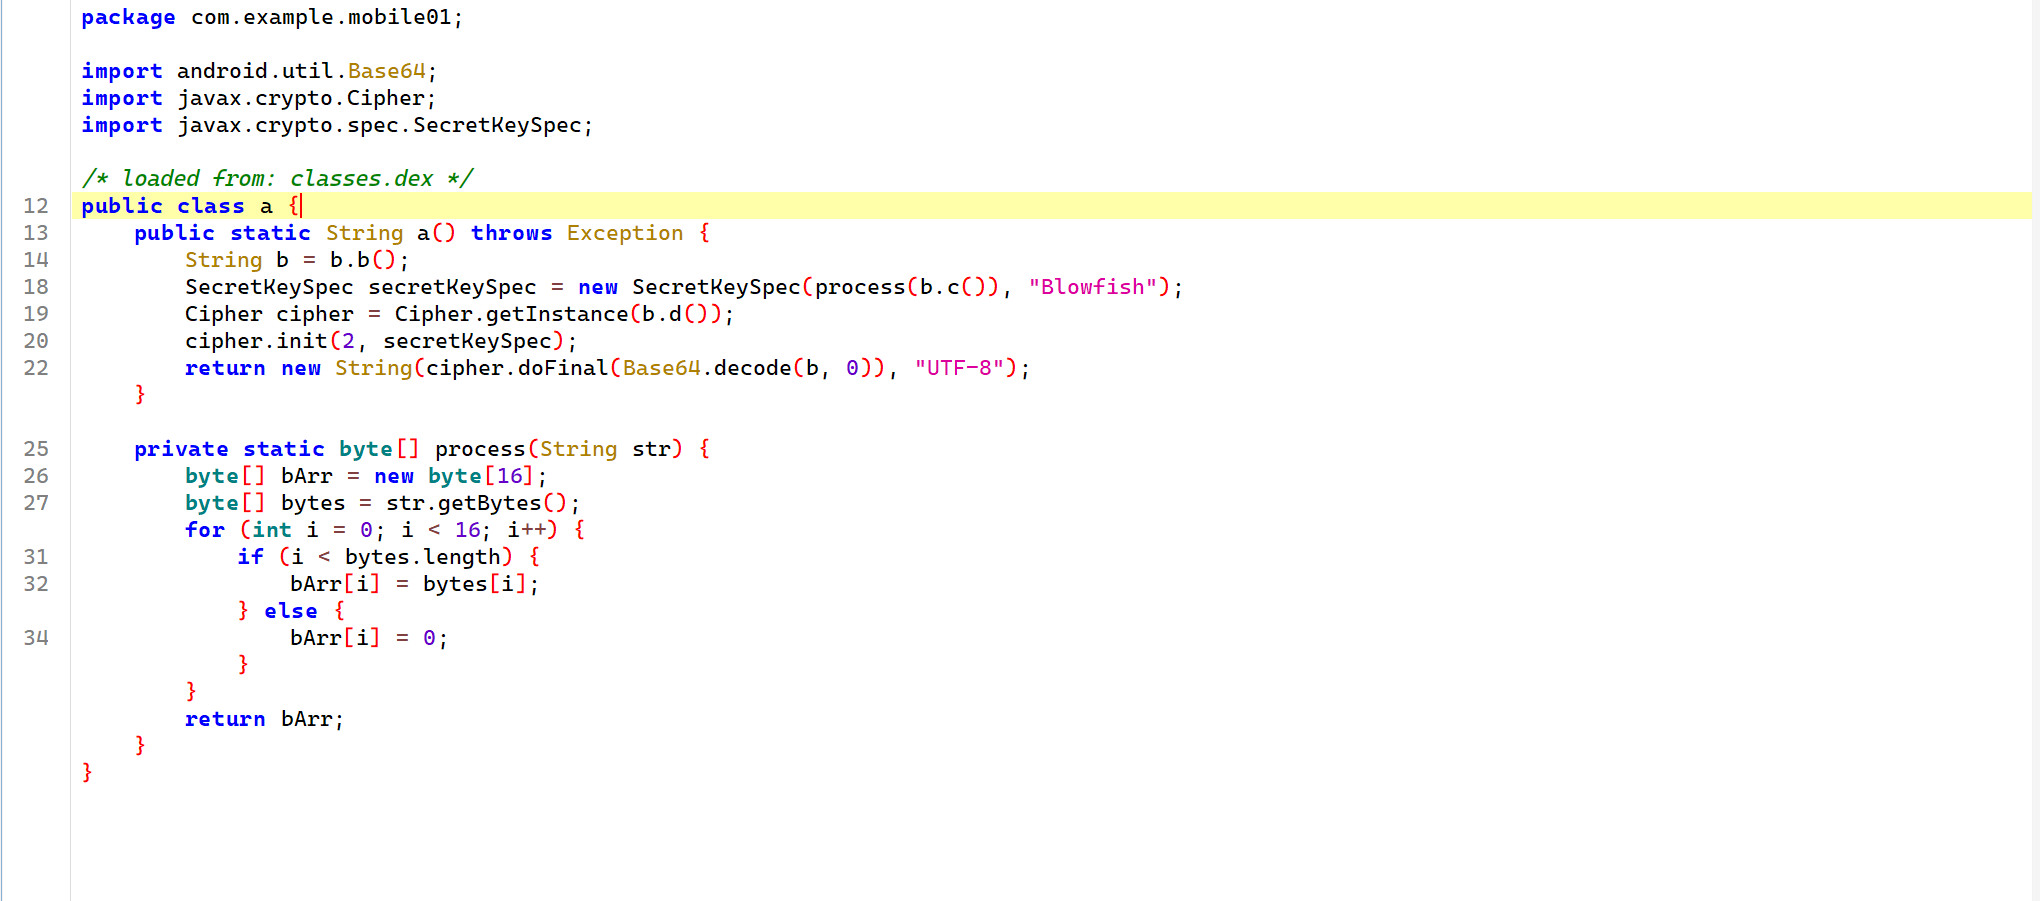 package com.example.mobile01;
import android.util.Base64;
import javax.crypto.Cipher;
import javax.crypto.spec.SecretKeySpec;
/* loaded from: classes.dex */
12 public class a {
13 public static String a() throws Exception {
14 String b = b.b();
18 SecretKeySpec secretKeySpec = new SecretKeySpec(process(b.c()), "Blowfish");
19 Cipher cipher = Cipher.getInstance(b.d());
20 cipher.init(2, secretKeySpec);
22 return new String(cipher.doFinal(Base64.decode(b, 0)), "UTF-8");
}
25 private static byte[] process(String str) {
26 byte[] bArr = new byte[16];
27 byte[] bytes = str.getBytes();
for (int i = 0; i < 16; i++) {
31 if (i < bytes.length) {
32 bArr[i] = bytes[i];
} else {
34 bArr[i] = 0;
}
}
return bArr;
}
}